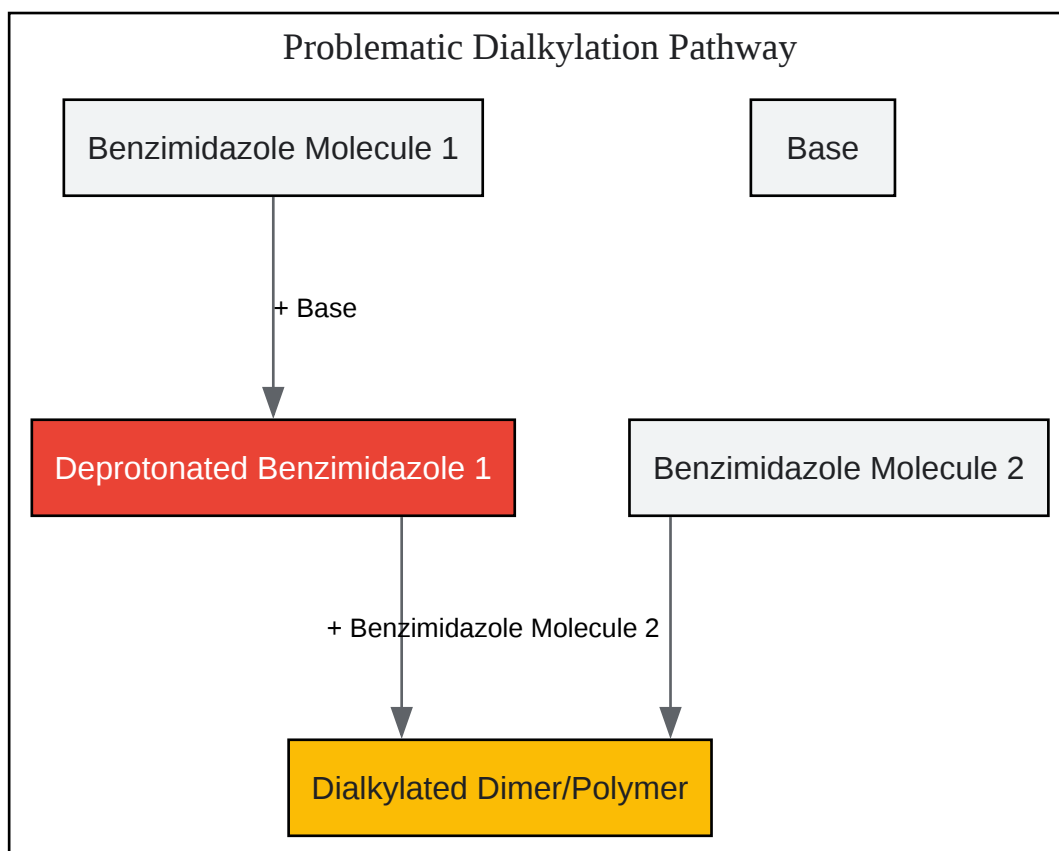 Problematic Dialkylation Pathway
Benzimidazole Molecule 1
Base
+ Base
Deprotonated Benzimidazole 1
Benzimidazole Molecule 2
+ Benzimidazole Molecule 2
Dialkylated Dimer/Polymer